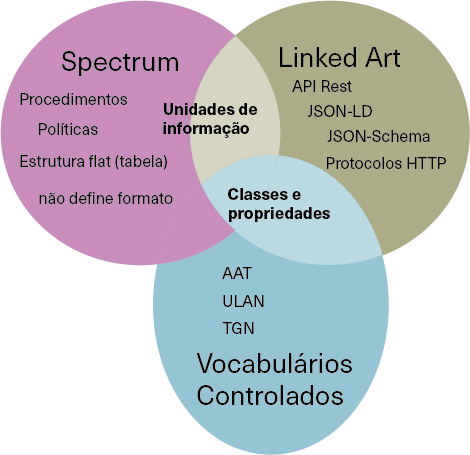 Spectrum
Procedimentos
Políticas
Estrutura flat (tabela)
não define formato
Unidades de
informação
Linked Art
API Rest
JSON-LD
JSON-Schema
Protocolos HTTP
Classes e
propriedades
AAT
ULAN
TGN
Vocabulários
Controlados